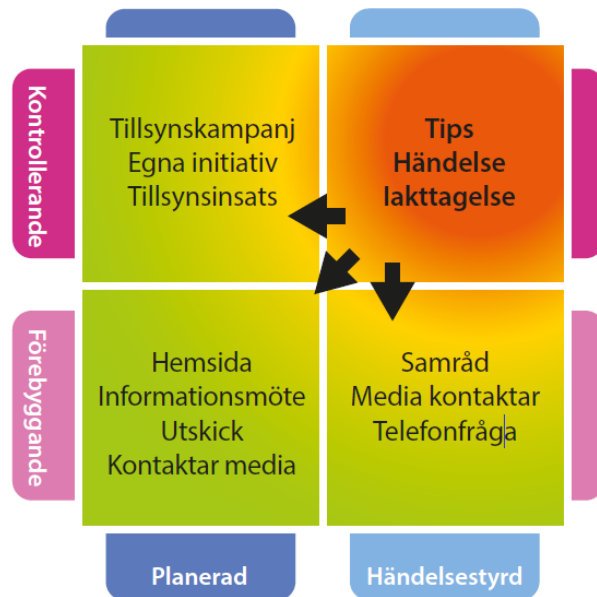 Kontrollerande
Tillsynskampanj
Egna initiativ
Tillsynsinsats
Tips
Händelse
Iakttagelse
Förebyggande
Hemsida
Informationsmöte
Utskick
Kontaktar media
Samråd
Media kontaktar
Telefonfråga
Planerad
Händelsestyrd